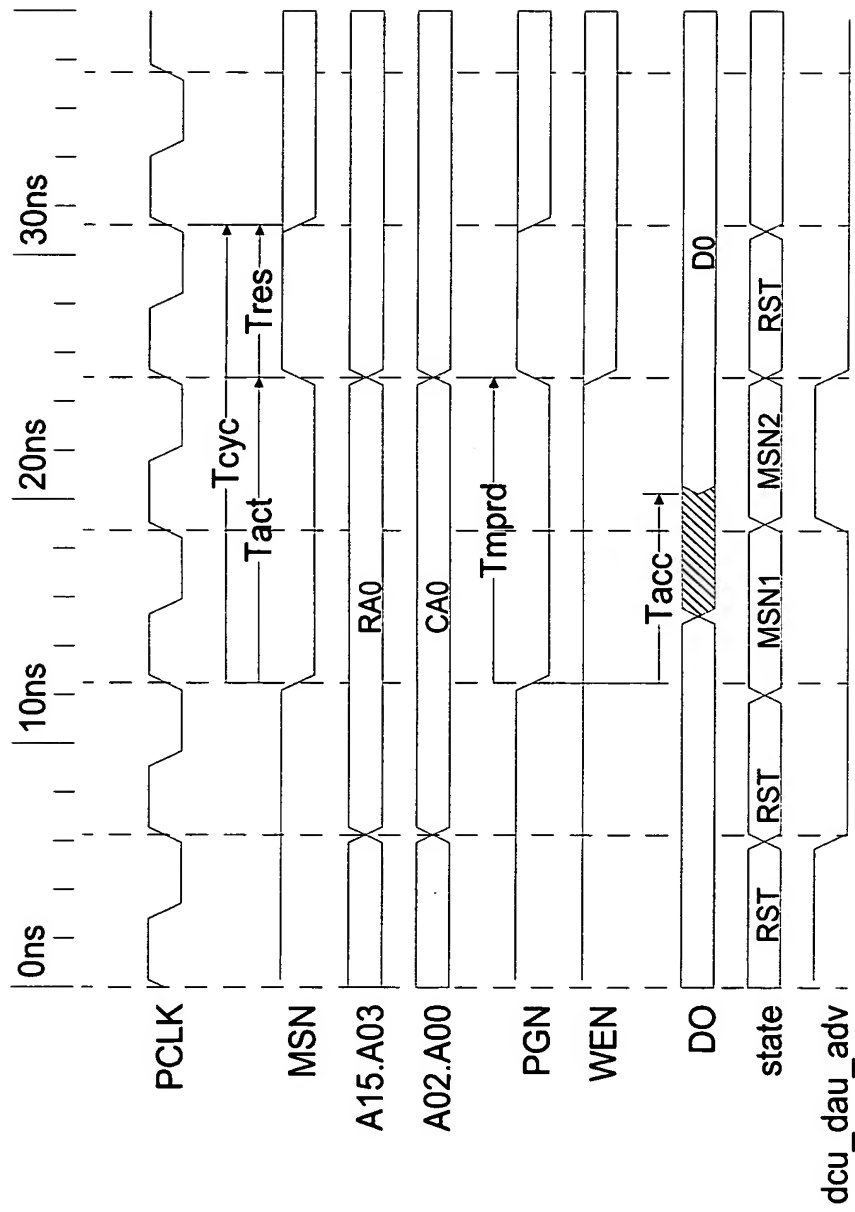 0ns 10ns 20ns 30ns
PCLK
Tcyc
Tact Tres
MSN
A15.A03 RA0
A02.A00 CA0
Tmprd
PGN
WEN
Tacc
DO D0
state RST RST MSN1 MSN2 RST
dcu_dau_adv